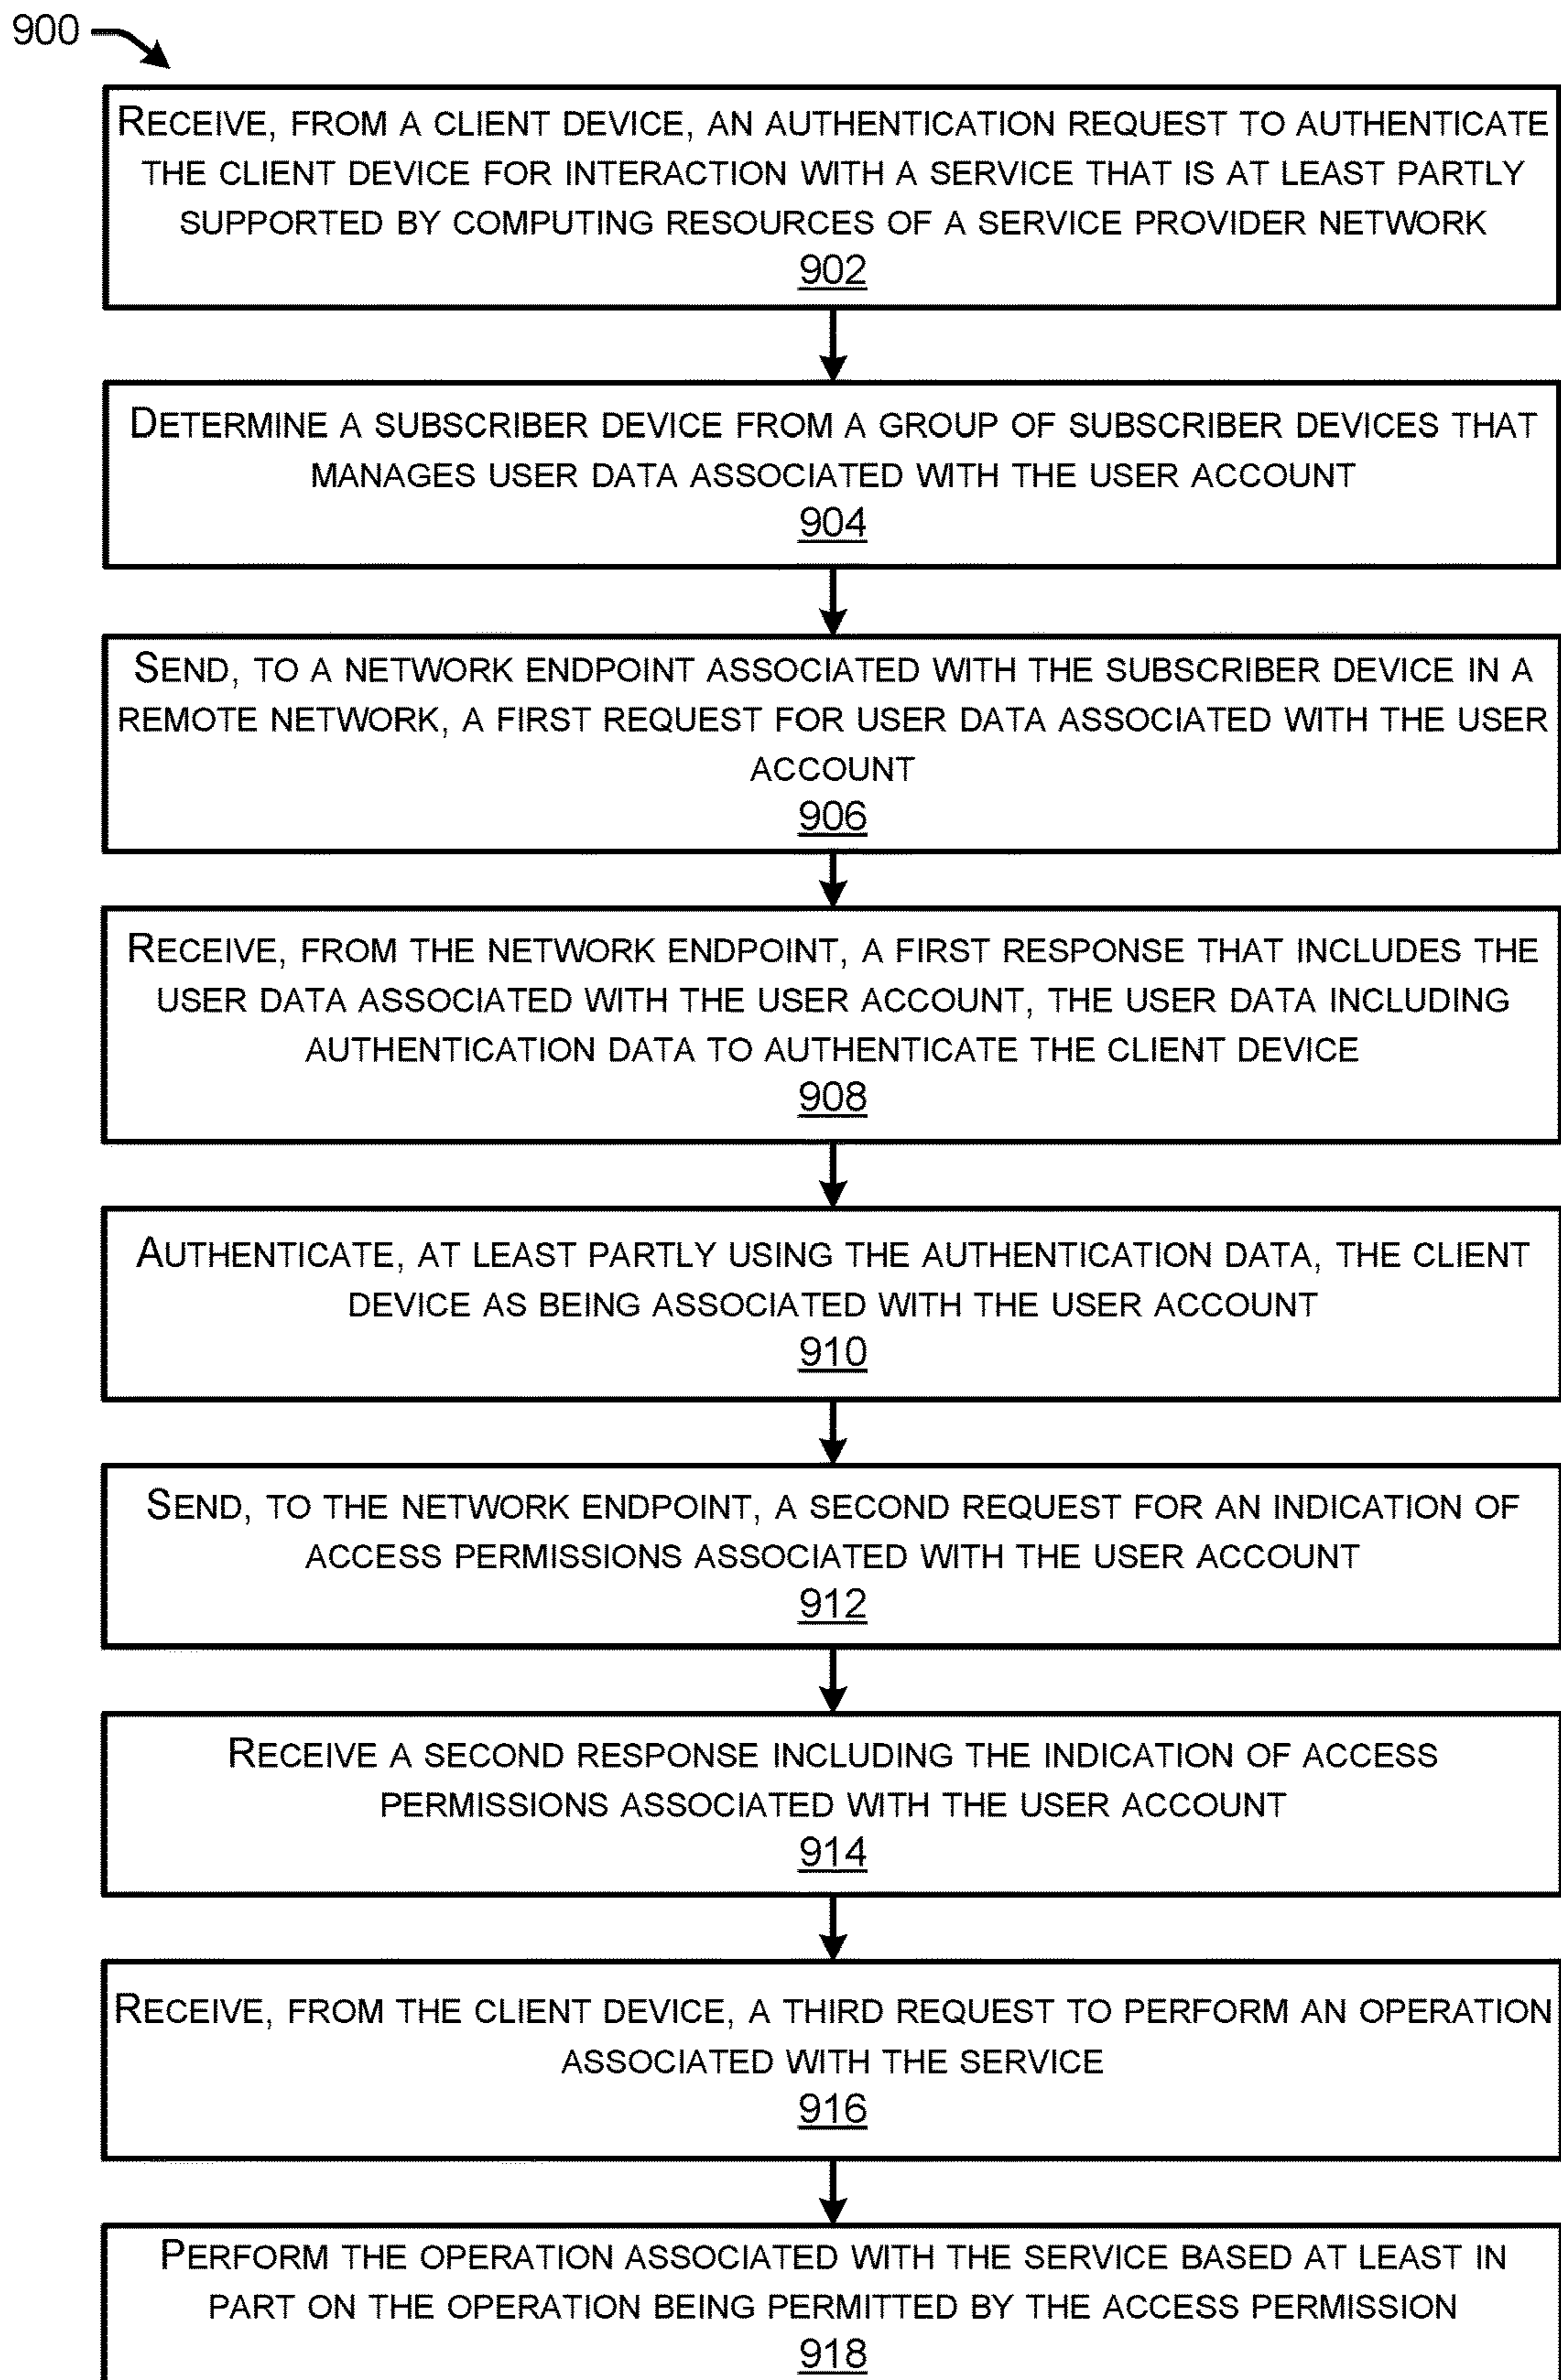 900
RECEIVE, FROM A CLIENT DEVICE, AN AUTHENTICATION REQUEST TO AUTHENTICATE
THE CLIENT DEVICE FOR INTERACTION WITH A SERVICE THAT IS AT LEAST PARTLY
SUPPORTED BY COMPUTING RESOURCES OF A SERVICE PROVIDER NETWORK
902
DETERMINE A SUBSCRIBER DEVICE FROM A GROUP OF SUBSCRIBER DEVICES THAT
MANAGES USER DATA ASSOCIATED WITH THE USER ACCOUNT
904
SEND, TO A NETWORK ENDPOINT ASSOCIATED WITH THE SUBSCRIBER DEVICE IN A
REMOTE NETWORK, A FIRST REQUEST FOR USER DATA ASSOCIATED WITH THE USER
ACCOUNT
906
RECEIVE, FROM THE NETWORK ENDPOINT, A FIRST RESPONSE THAT INCLUDES THE
USER DATA ASSOCIATED WITH THE USER ACCOUNT, THE USER DATA INCLUDING
AUTHENTICATION DATA TO AUTHENTICATE THE CLIENT DEVICE
908
AUTHENTICATE, AT LEAST PARTLY USING THE AUTHENTICATION DATA, THE CLIENT
DEVICE AS BEING ASSOCIATED WITH THE USER ACCOUNT
910
SEND, TO THE NETWORK ENDPOINT, A SECOND REQUEST FOR AN INDICATION OF
ACCESS PERMISSIONS ASSOCIATED WITH THE USER ACCOUNT
912
RECEIVE A SECOND RESPONSE INCLUDING THE INDICATION OF ACCESS
PERMISSIONS ASSOCIATED WITH THE USER ACCOUNT
914
RECEIVE, FROM THE CLIENT DEVICE, A THIRD REQUEST TO PERFORM AN OPERATION
ASSOCIATED WITH THE SERVICE
916
PERFORM THE OPERATION ASSOCIATED WITH THE SERVICE BASED AT LEAST IN
PART ON THE OPERATION BEING PERMITTED BY THE ACCESS PERMISSION
918